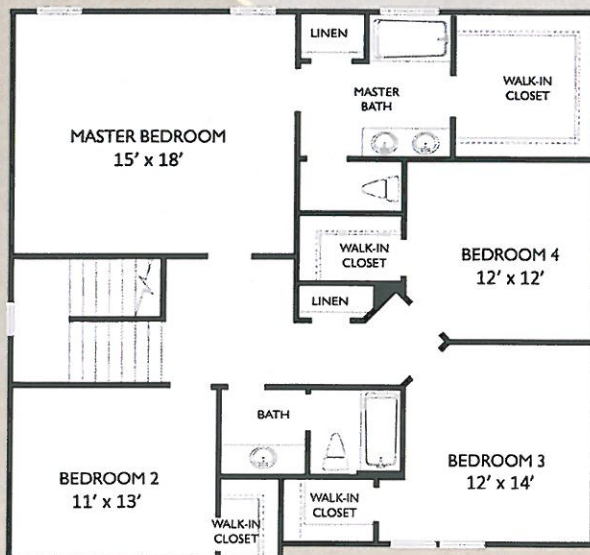 LINEN
MASTER
BATH
WALK-IN
CLOSET
MASTER BEDROOM
15' x 18'
WALK-IN
CLOSET
BEDROOM 4
12' x 12'
LINEN
BATH
BEDROOM 2
11' x 13'
BEDROOM 3
12' x 14'
WALK-IN
CLOSET
WALK-IN
CLOSET